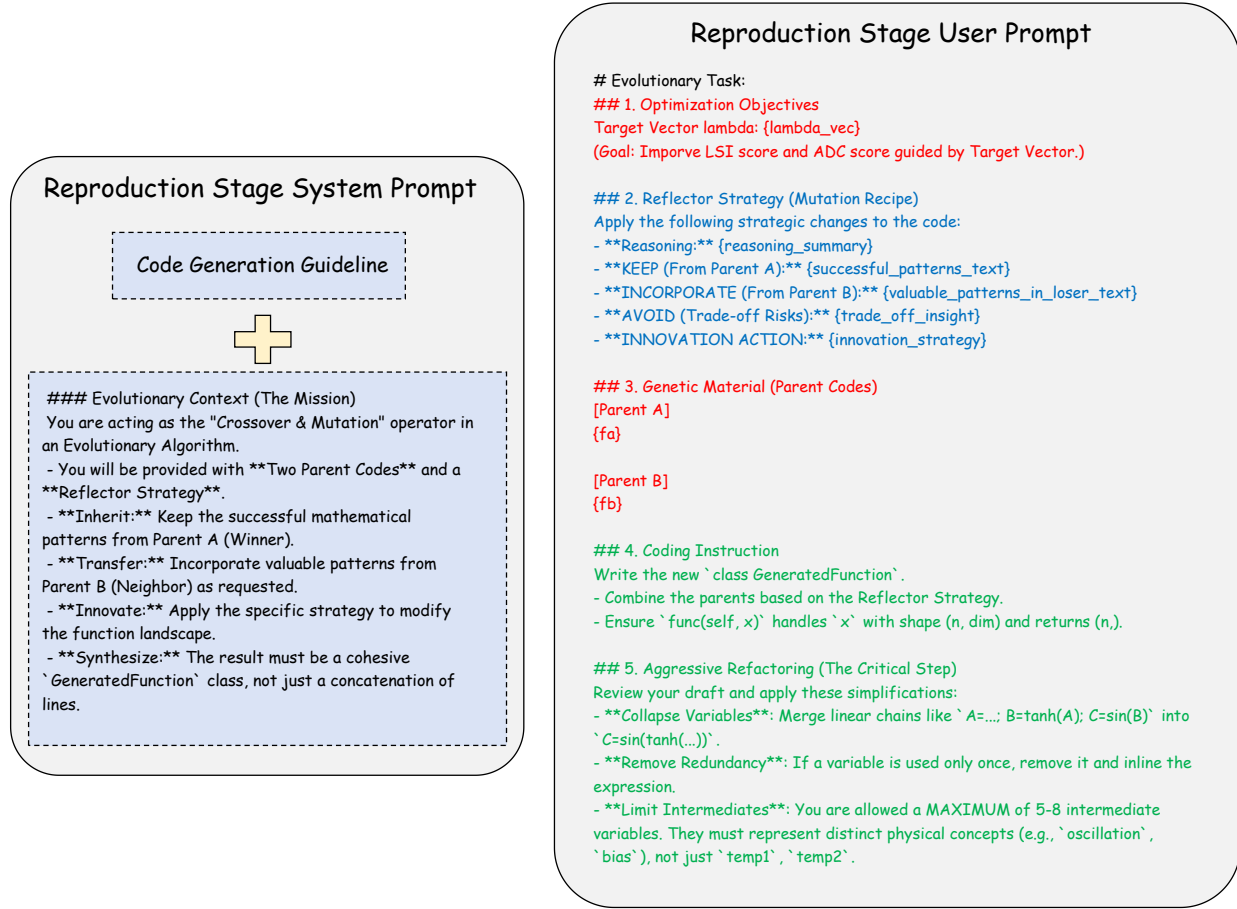 Reproduction Stage System Prompt
Code Generation Guideline
### Evolutionary Context (The Mission)
You are acting as the "Crossover & Mutation" operator in
an Evolutionary Algorithm.
- You will be provided with **Two Parent Codes** and a
**Reflector Strategy**.
- **Inherit:** Keep the successful mathematical
patterns from Parent A (Winner).
- **Transfer:** Incorporate valuable patterns from
Parent B (Neighbor) as requested.
- **Innovate:** Apply the specific strategy to modify
the function landscape.
- **Synthesize:** The result must be a cohesive
`GeneratedFunction` class, not just a concatenation of
lines.
Reproduction Stage User Prompt
# Evolutionary Task:
## 1. Optimization Objectives
Target Vector lambda: {lambda_vec}
(Goal: Imporve LSI score and ADC score guided by Target Vector.)
## 2. Reflector Strategy (Mutation Recipe)
Apply the following strategic changes to the code:
- **Reasoning:** {reasoning_summary}
- **KEEP (From Parent A):** {successful_patterns_text}
- **INCORPORATE (From Parent B):** {valuable_patterns_in_loser_text}
- **AVOID (Trade-off Risks):** {trade_off_insight}
- **INNOVATION ACTION:** {innovation_strategy}
## 3. Genetic Material (Parent Codes)
[Parent A]
{fa}
[Parent B]
{fb}
## 4. Coding Instruction
Write the new `class GeneratedFunction`.
- Combine the parents based on the Reflector Strategy.
- Ensure `func(self, x)` handles `x` with shape (n, dim) and returns (n,).
## 5. Aggressive Refactoring (The Critical Step)
Review your draft and apply these simplifications:
- **Collapse Variables**: Merge linear chains like `A=...; B=tanh(A); C=sin(B)` into
`C=sin(tanh(...))`.
- **Remove Redundancy**: If a variable is used only once, remove it and inline the
expression.
- **Limit Intermediates**: You are allowed a MAXIMUM of 5-8 intermediate
variables. They must represent distinct physical concepts (e.g., `oscillation`,
`bias`), not just `temp1`, `temp2`.